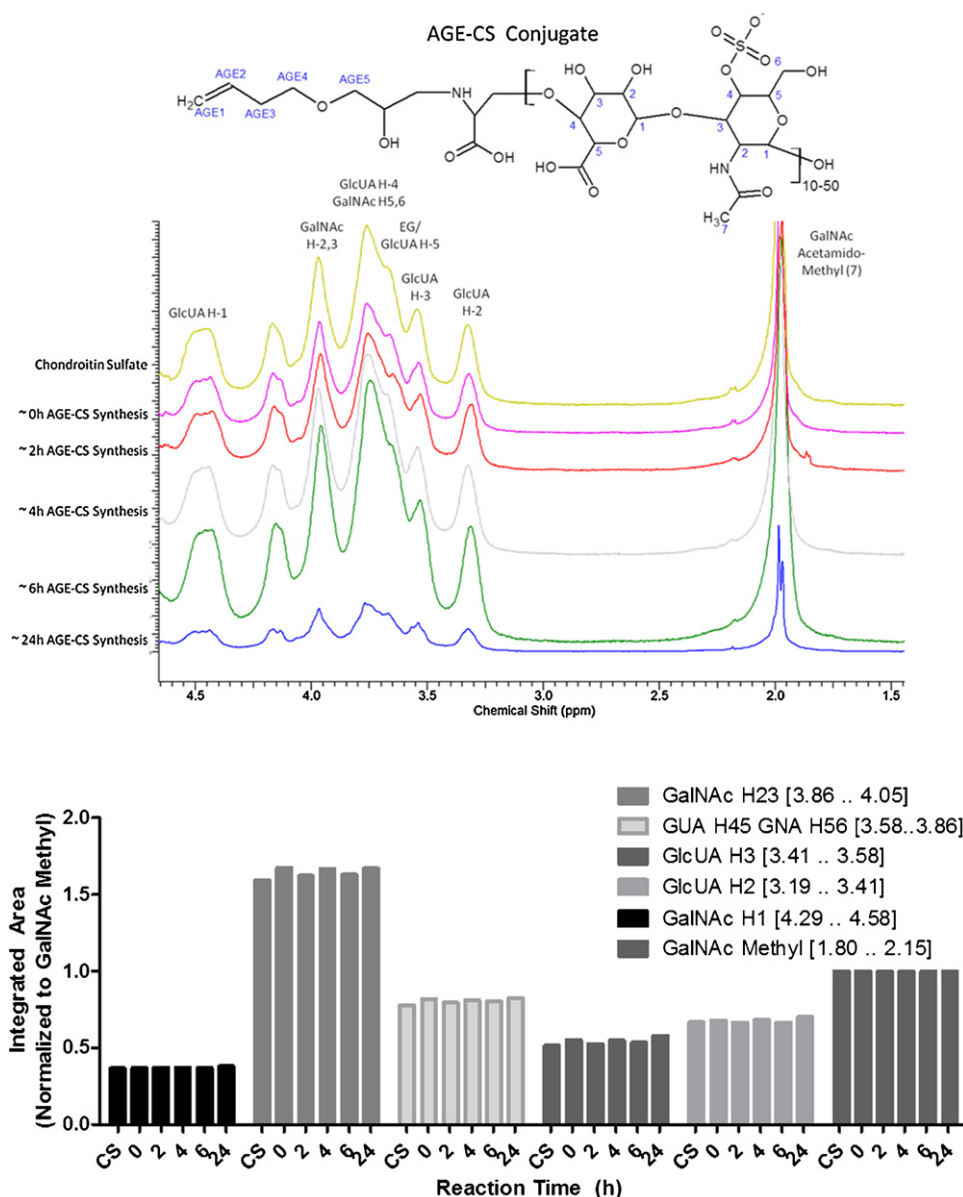 AGE-CS Conjugate
O
O⁻
S
O
O
6
OH
AGE2
AGE4
AGE5
H₂C
AGE1
AGE3
O
OH
NH
O
OH
O
HO
OH
3
2
4
5
1
O
HO
O
O
4
5
3
2
1
O
OH
10-50
NH
O
H₃C
7
GlcUA H-4
GalNAc H5,6
GalNAc
H-2,3
EG/
GlcUA H-5
GlcUA
H-3
GlcUA
H-2
GlcUA H-1
GalNAc
Acetamido-
Methyl (7)
Chondroitin Sulfate
~0h AGE-CS Synthesis
~2h AGE-CS Synthesis
~4h AGE-CS Synthesis
~6h AGE-CS Synthesis
~24h AGE-CS Synthesis
4.5 4.0 3.5 3.0 2.5 2.0 1.5
Chemical Shift (ppm)
GalNAc H23 [3.86 .. 4.05]
GUA H45 GNA H56 [3.58..3.86]
GlcUA H3 [3.41 .. 3.58]
GlcUA H2 [3.19 .. 3.41]
GalNAc H1 [4.29 .. 4.58]
GalNAc Methyl [1.80 .. 2.15]
Integrated Area
(Normalized to GalNAc Methyl)
2.0
1.5
1.0
0.5
0.0
CS 0 2 4 6 24 CS 0 2 4 6 24 CS 0 2 4 6 24 CS 0 2 4 6 24 CS 0 2 4 6 24 CS 0 2 4 6 24
Reaction Time (h)